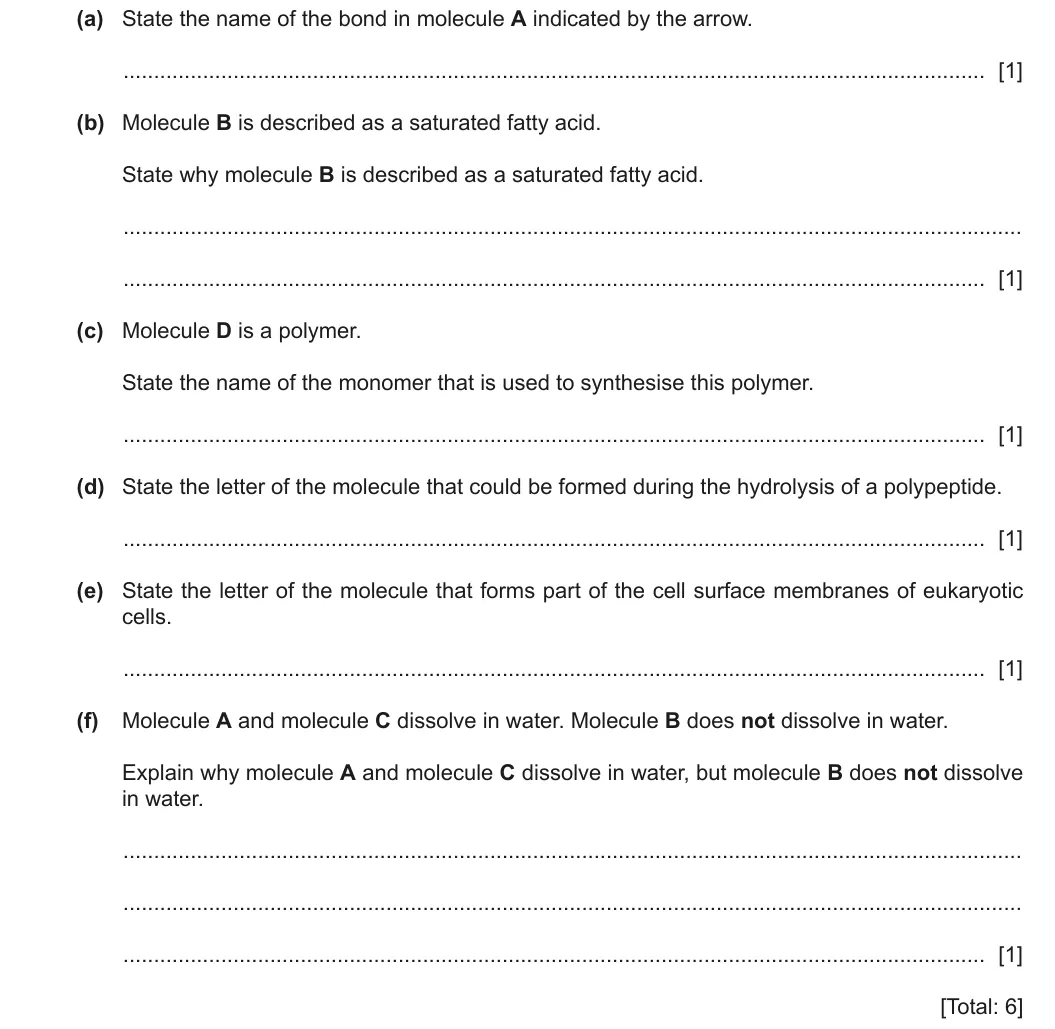 (a) State the name of the bond in molecule A indicated by the arrow.
.......................................................................................................................................... [1]
(b) Molecule B is described as a saturated fatty acid.
State why molecule B is described as a saturated fatty acid.
................................................................................................................................................
.......................................................................................................................................... [1]
(c) Molecule D is a polymer.
State the name of the monomer that is used to synthesise this polymer.
.......................................................................................................................................... [1]
(d) State the letter of the molecule that could be formed during the hydrolysis of a polypeptide.
.......................................................................................................................................... [1]
(e) State the letter of the molecule that forms part of the cell surface membranes of eukaryotic
cells.
.......................................................................................................................................... [1]
(f) Molecule A and molecule C dissolve in water. Molecule B does not dissolve in water.
Explain why molecule A and molecule C dissolve in water, but molecule B does not dissolve
in water.
................................................................................................................................................
................................................................................................................................................
.......................................................................................................................................... [1]
[Total: 6]